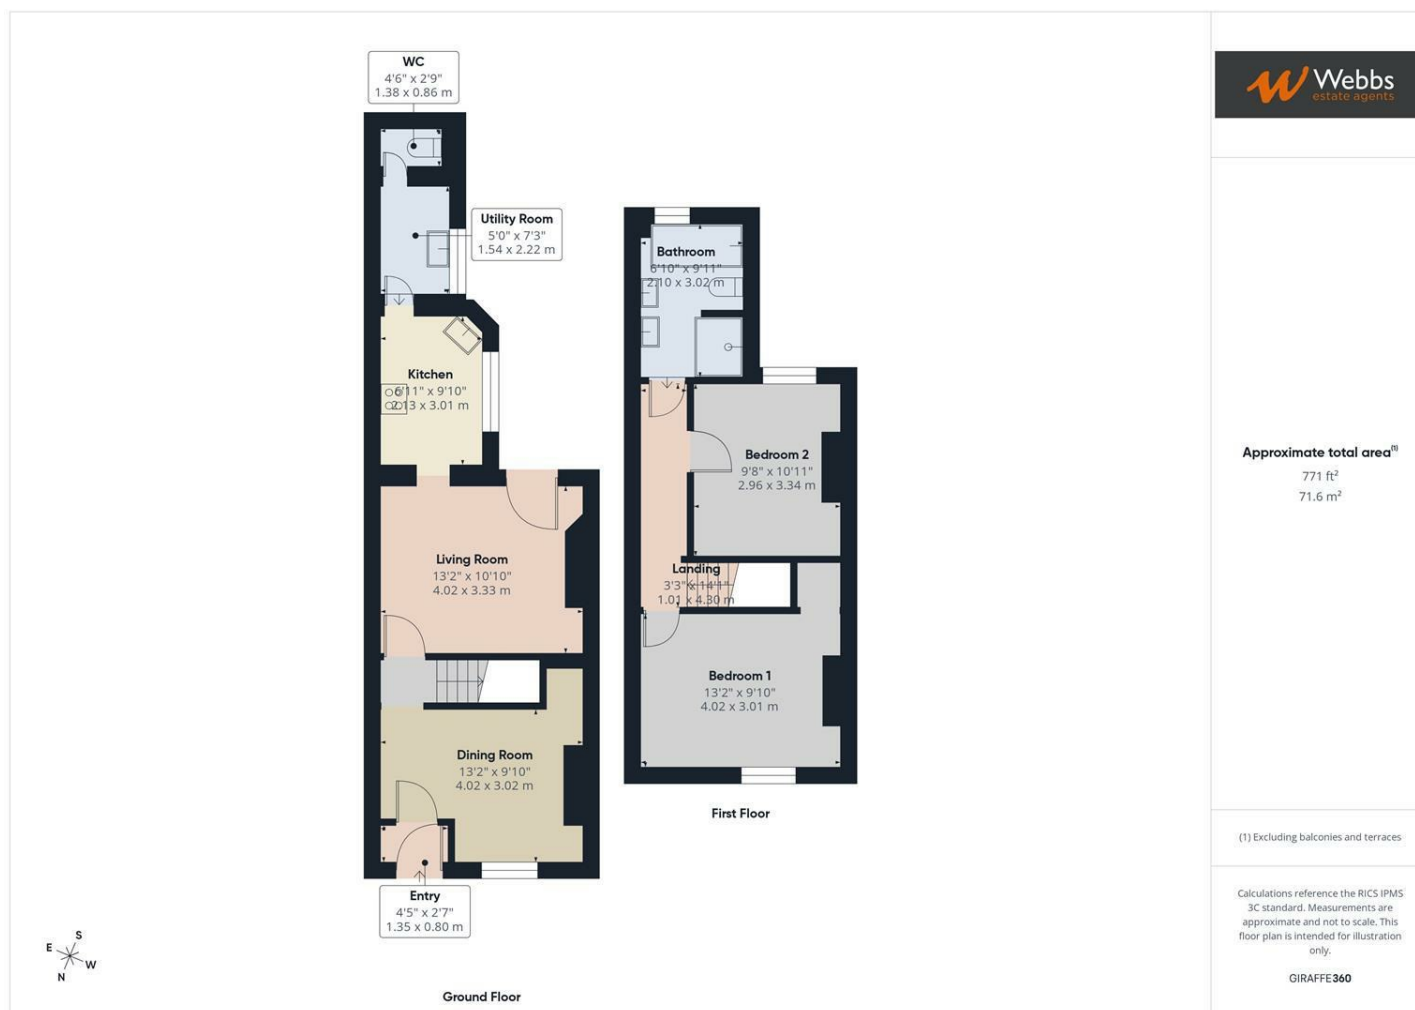 WC
4'6" x 2'9"
1.38 x 0.86 m
Utility Room
5'0" x 7'3"
1.54 x 2.22 m
Kitchen
6'11" x 9'10"
2.13 x 3.01 m
Living Room
13'2" x 10'10"
4.02 x 3.33 m
Dining Room
13'2" x 9'10"
4.02 x 3.02 m
Entry
4'5" x 2'7"
1.35 x 0.80 m
Ground Floor
Bathroom
6'10" x 9'11"
2.10 x 3.02 m
Bedroom 2
9'8" x 10'11"
2.96 x 3.34 m
Landing
3'3" x 14'1"
1.01 x 4.30 m
Bedroom 1
13'2" x 9'10"
4.02 x 3.01 m
First Floor
S
E
W
N
Webbs
estate agents
Approximate total area⁽¹⁾
771 ft²
71.6 m²
(1) Excluding balconies and terraces
Calculations reference the RICS IPMS
3C standard. Measurements are
approximate and not to scale. This
floor plan is intended for illustration
only.
GIRAFFE360